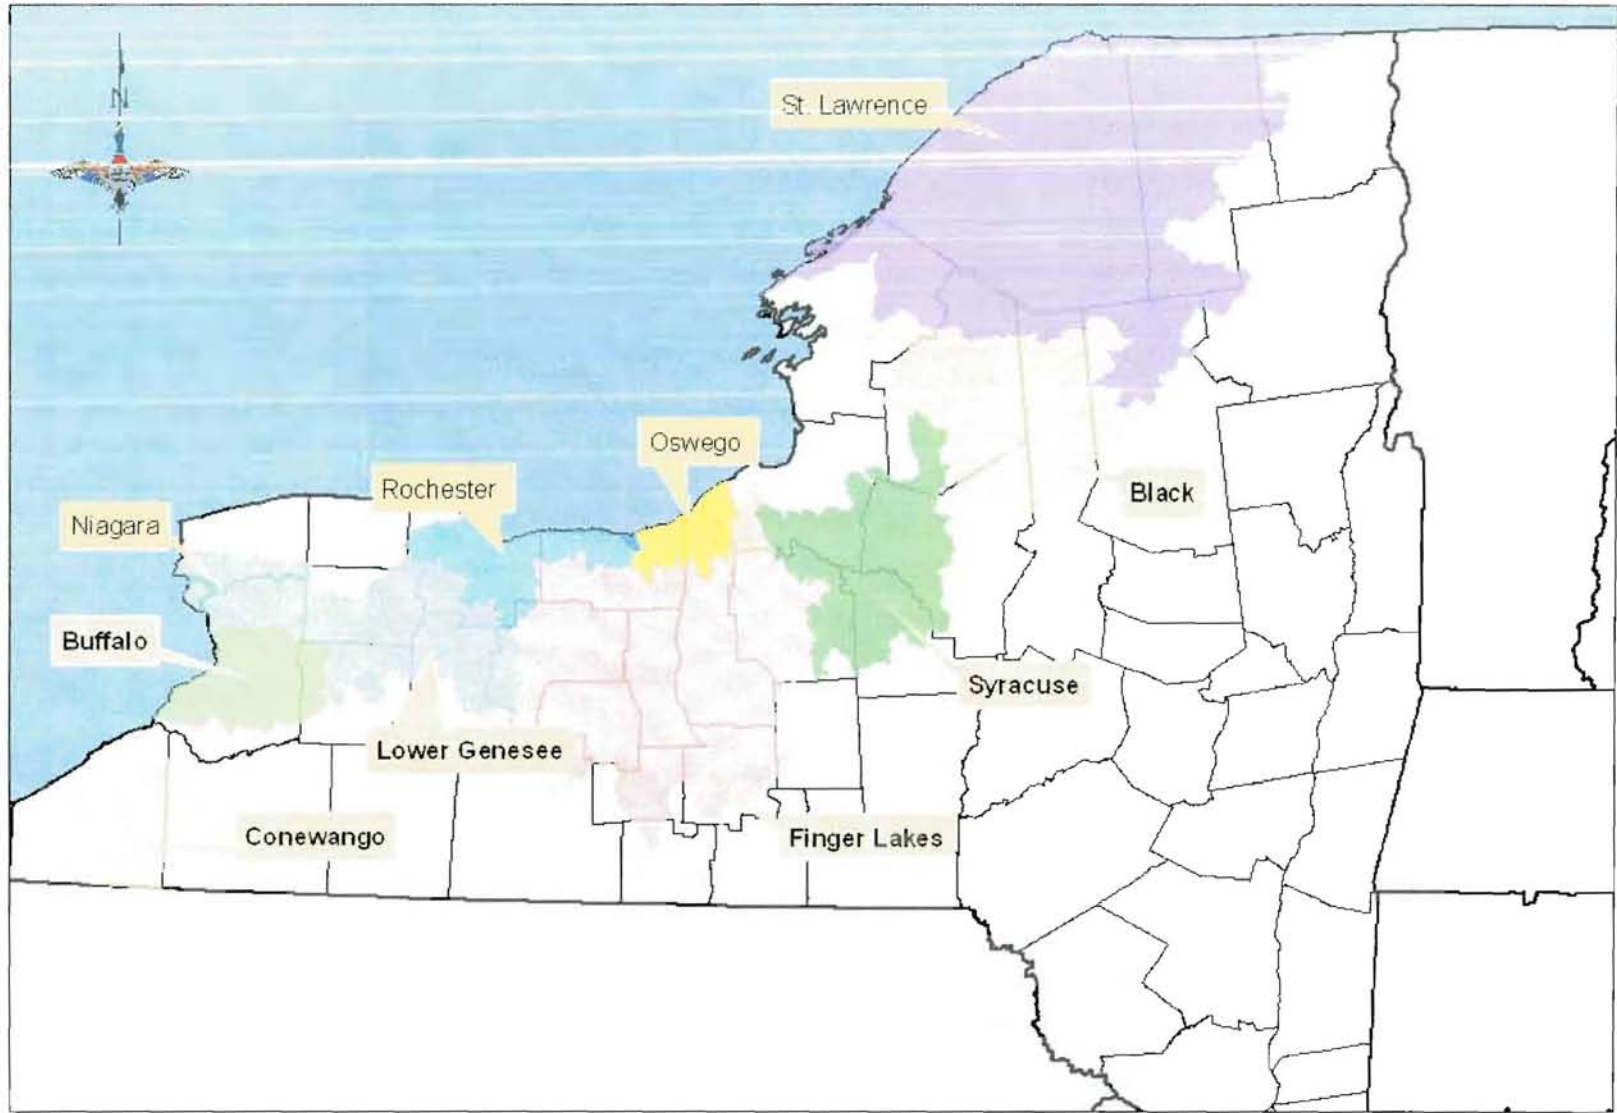 N
St. Lawrence
Oswego
Rochester
Black
Niagara
Buffalo
Syracuse
Lower Genesee
Conewango
Finger Lakes